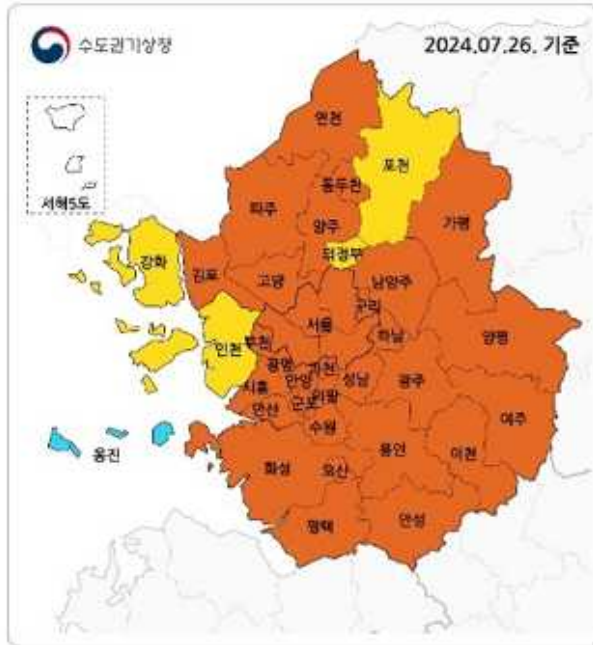 수도권기상청
2024.07.26. 기준
서해5도
연천
포천
동두천
파주
양주
가평
의정부
강화
김포
고양
남양주
구리
서울
하남
양평
인천
부천
광명
과천
안양
성남
광주
시흥
의왕
안산
군포
여주
수원
용인
이천
옹진
화성
오산
평택
안성